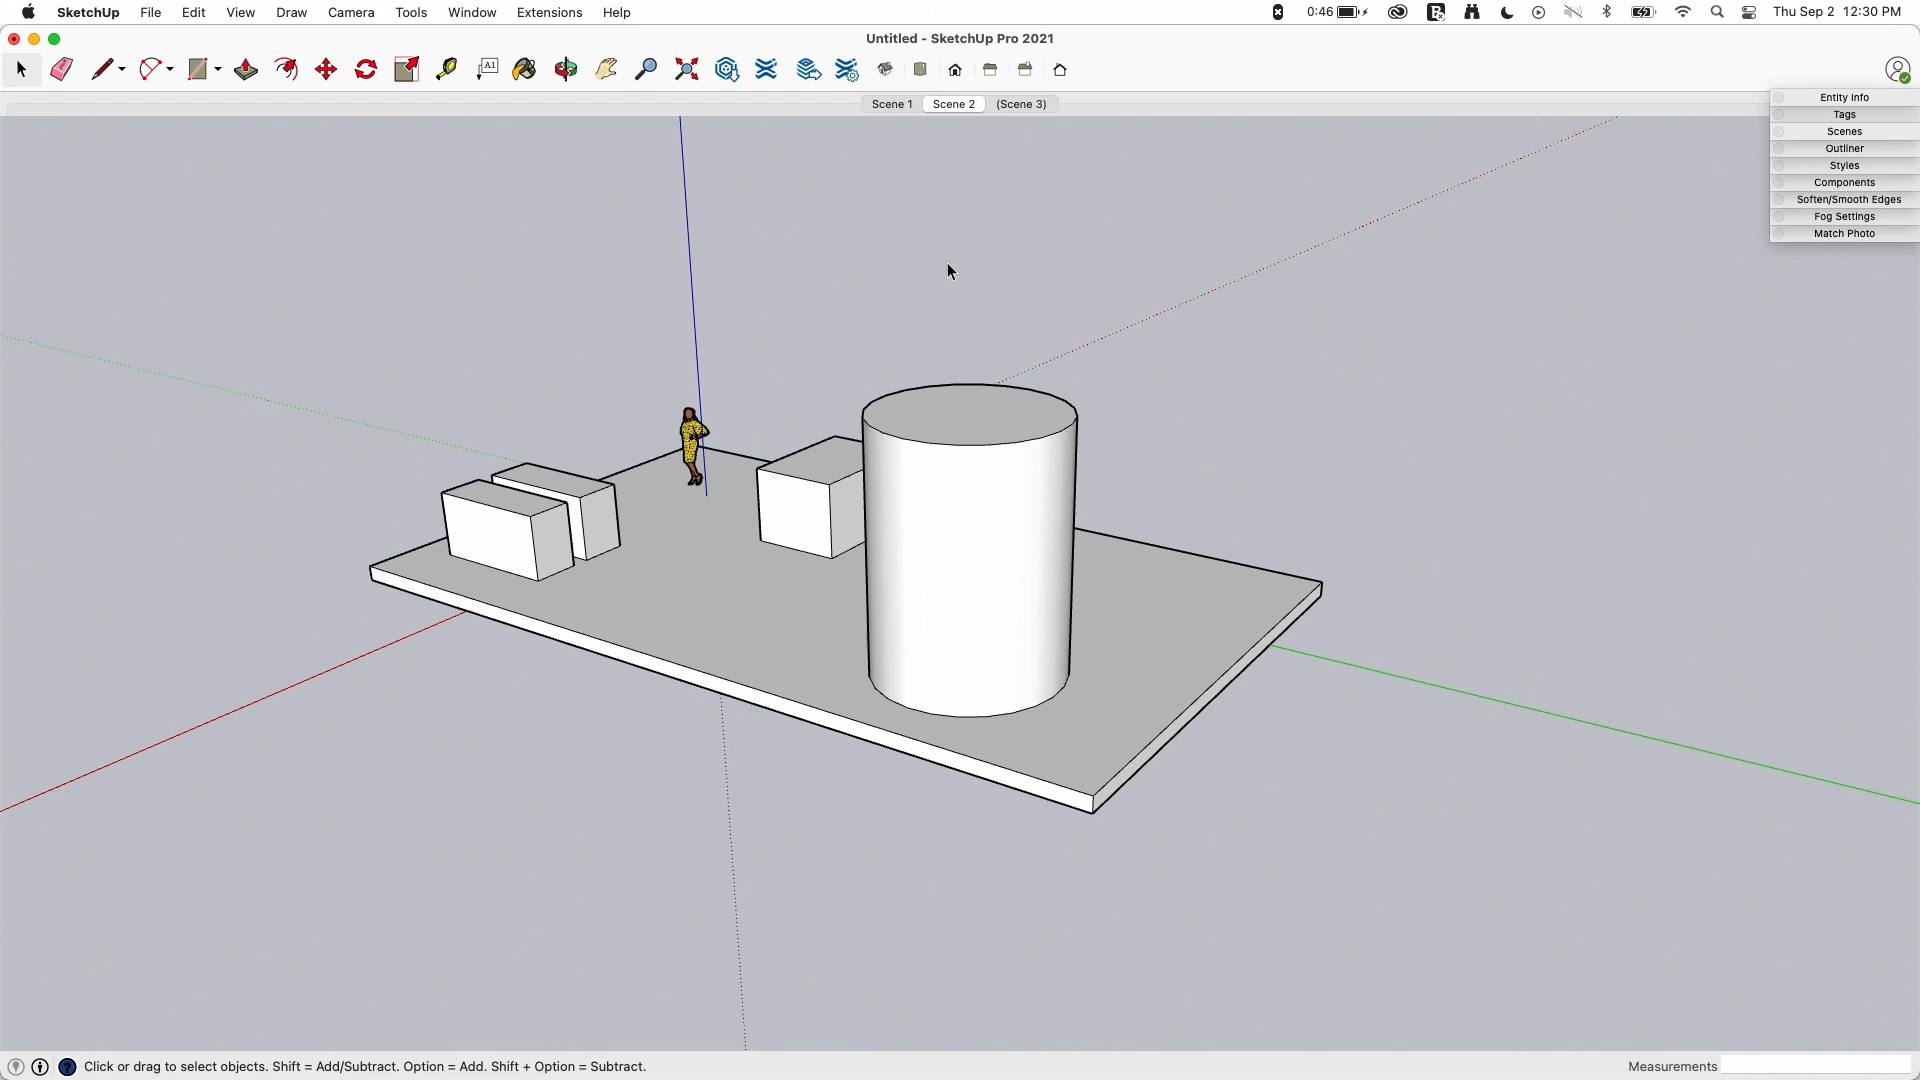 SketchUp File Edit View Draw Camera Tools Window Extensions Help 0:46 Thu Sep 2 12:30 PM
Untitled - SketchUp Pro 2021
A1
Scene 1 Scene 2 (Scene 3)
Entity Info
Tags
Scenes
Outliner
Styles
Components
Soften/Smooth Edges
Fog Settings
Match Photo
Click or drag to select objects. Shift = Add/Subtract. Option = Add. Shift + Option = Subtract. Measurements